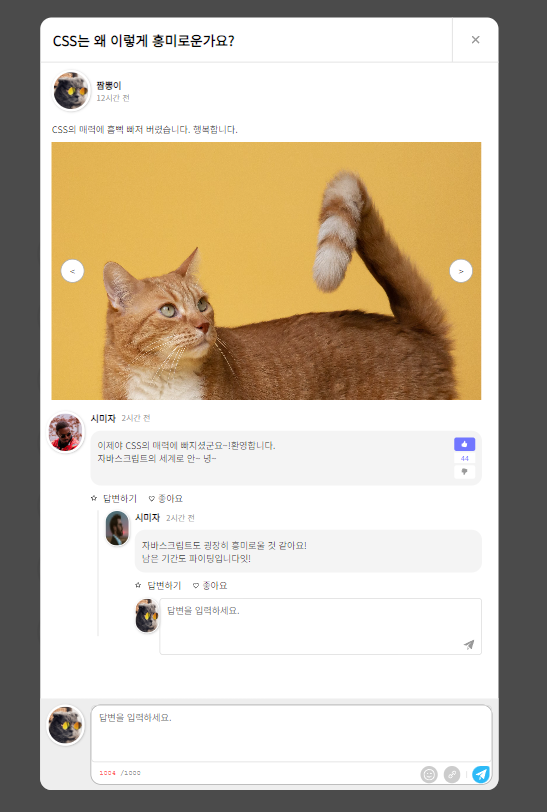 CSS는 왜 이렇게 흥미로운가요?
×
짬뽕이
12시간 전
CSS의 매력에 흠뻑 빠져 버렸습니다. 행복합니다.
<
>
시미자 2시간 전
이제야 CSS의 매력에 빠지셨군요~!환영합니다.
자바스크립트의 세계로 안~ 녕~
44
답변하기 좋아요
시미자 2시간 전
자바스크립트도 굉장히 흥미로울 것 같아요!
남은 기간도 파이팅입니다잇!
답변하기 좋아요
답변을 입력하세요.
답변을 입력하세요.
1004 /1000